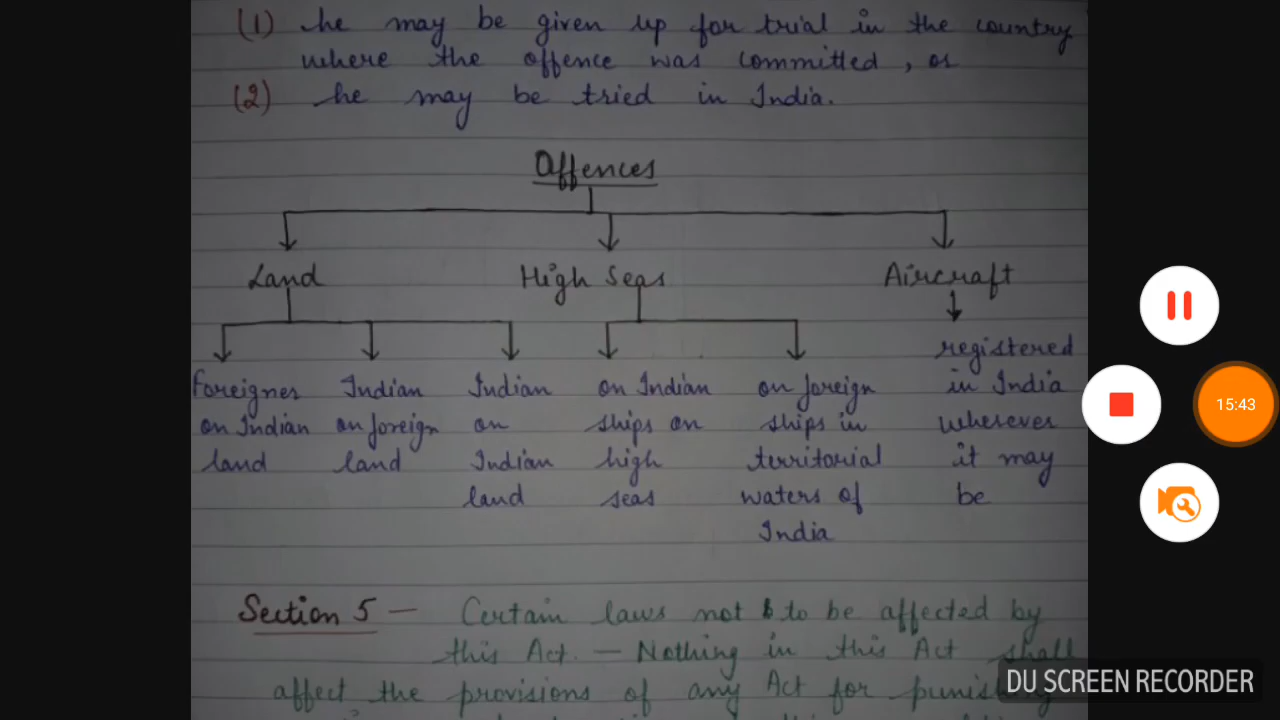 (1) he may be given up for trial in the country
where the offence was committed, or
(2) he may be tried in India.
Offences
Land High Seas Aircraft
Foreigner on Indian land
Indian on foreign land
Indian on Indian land
on Indian ships on high seas
on foreign ships in territorial waters of India
registered in India wherever it may be
Section 5 – Certain laws not to be affected by
this Act. – Nothing in this Act shall
affect the provisions of any Act for punishing
15:43
DU SCREEN RECORDER